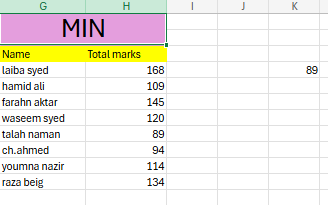 G H I J K
MIN
Name Total marks
laiba syed 168 89
hamid ali 109
farahn aktar 145
waseem syed 120
talah naman 89
ch.ahmed 94
youmna nazir 114
raza beig 134